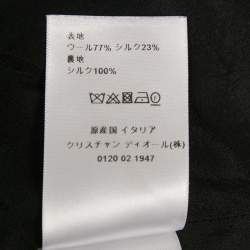 表地
ウール77% シルク23%
裏地
シルク100%
原産国 イタリア
クリスチャン ディオール(株)
0120 02 1947